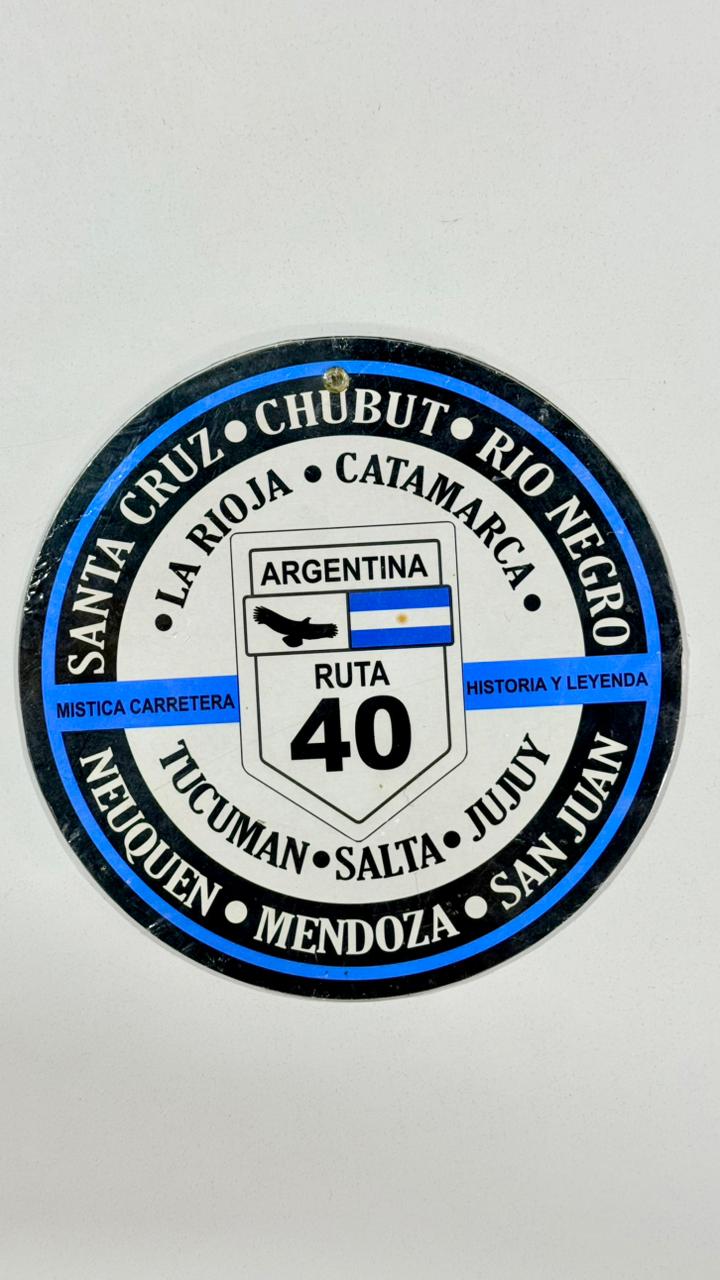 SANTA CRUZ • CHUBUT • RIO NEGRO
• LA RIOJA • CATAMARCA •
ARGENTINA
RUTA
40
MISTICA CARRETERA
HISTORIA Y LEYENDA
TUCUMAN • SALTA • JUJUY
NEUQUEN • MENDOZA • SAN JUAN